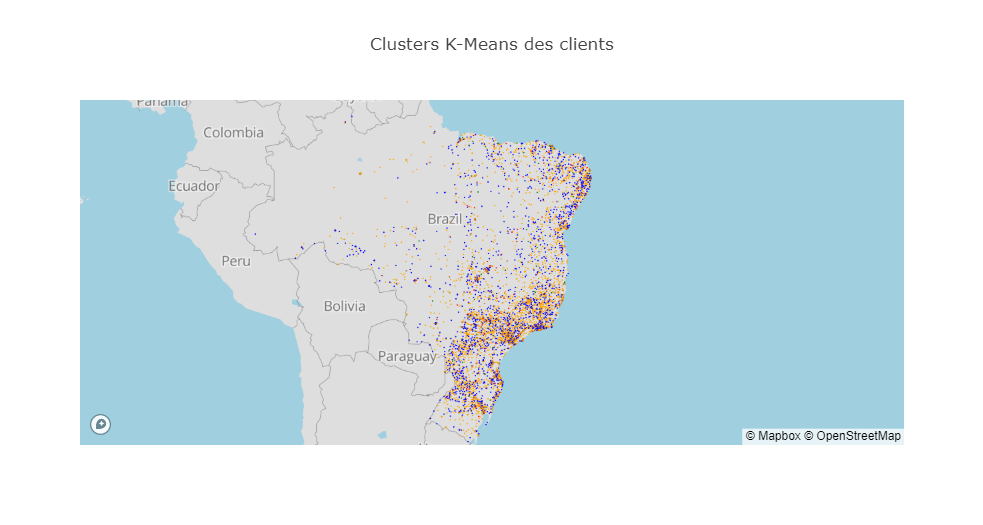 Clusters K-Means des clients
Panama
Colombia
Ecuador
Brazil
Peru
Bolivia
Paraguay
© Mapbox © OpenStreetMap